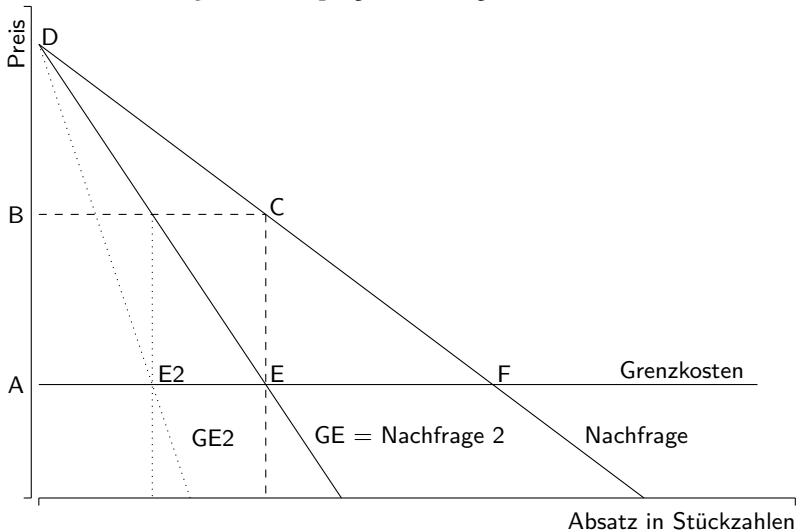 Preis
D
B
C
A
E2
E
F
Grenzkosten
GE2
GE = Nachfrage 2
Nachfrage
Absatz in Stückzahlen